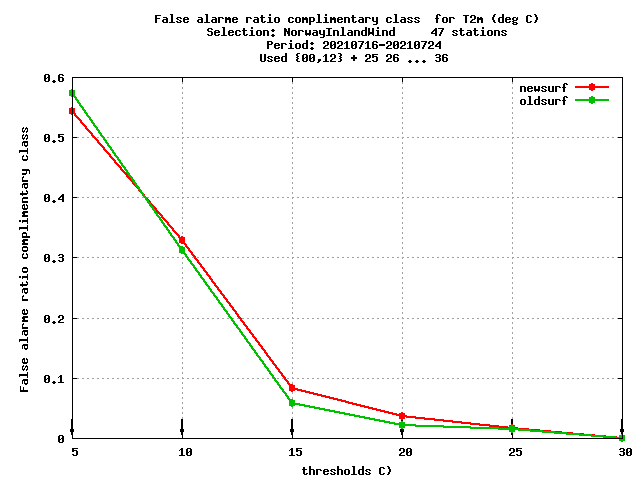 False alarme ratio complimentary class  for T2m (deg C)
Selection: NorwayInlandWind     47 stations
Period: 20210716-20210724
Used {00,12} + 25 26 ... 36
newsurf
oldsurf
False alarme ratio complimentary class
0.6
0.5
0.4
0.3
0.2
0.1
0
5 10 15 20 25 30
thresholds C)